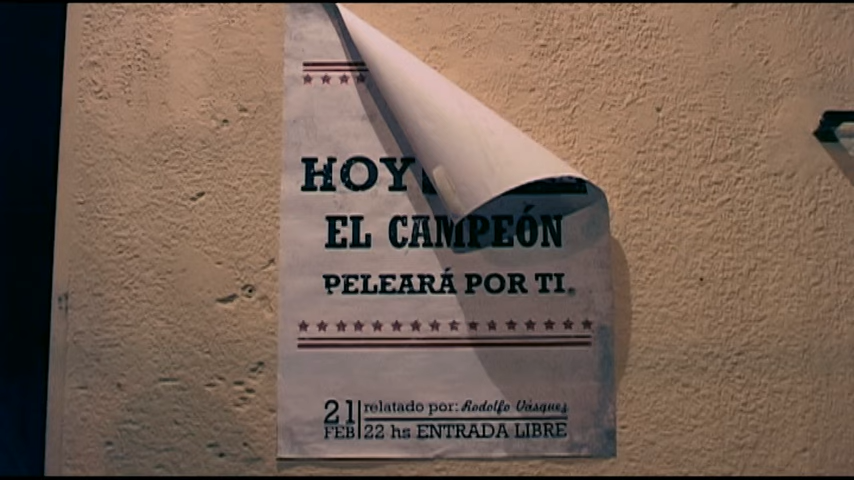 HOY
EL CAMPEÓN
PELEARÁ POR TI.
21 FEB
relatado por: Rodolfo Vásquez
22 hs ENTRADA LIBRE